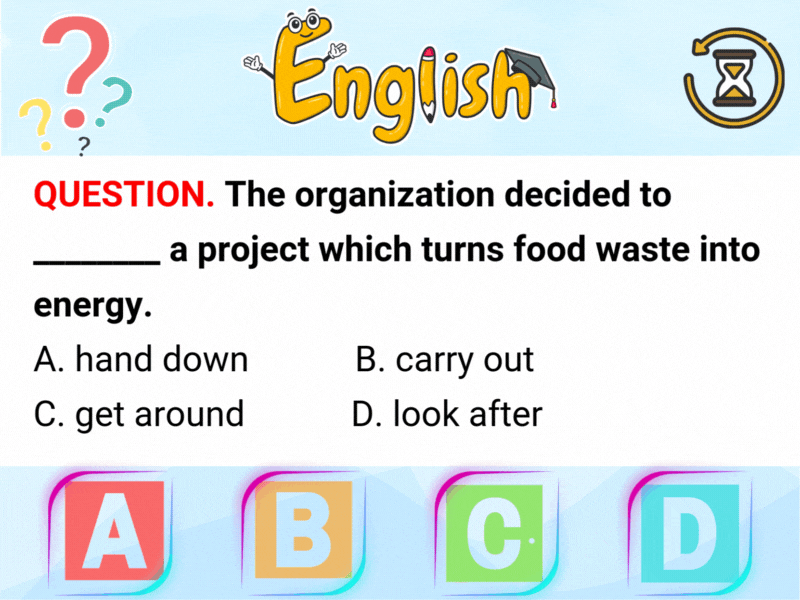 English
QUESTION. The organization decided to
________ a project which turns food waste into
energy.
A. hand down B. carry out
C. get around D. look after
A B C D